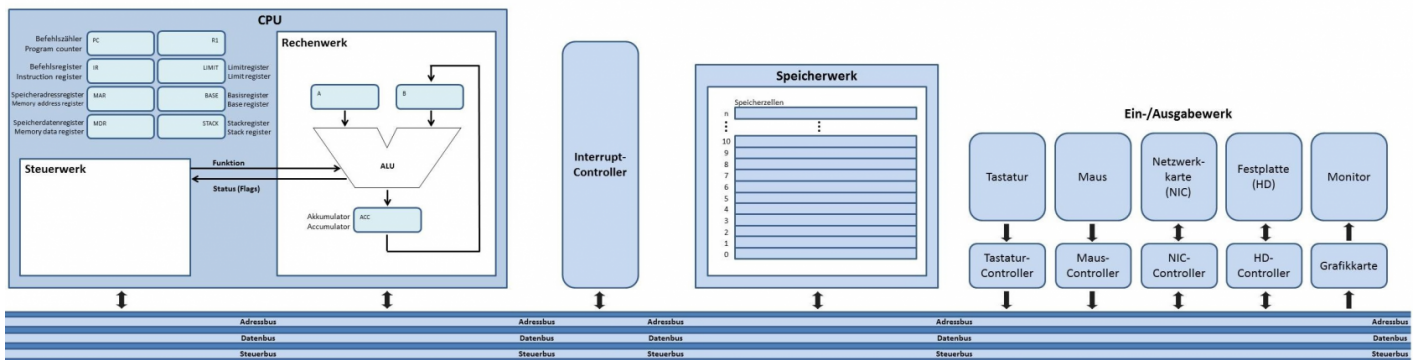 CPU
Befehlszähler
Program counter
PC
R1
Befehlsregister
Instruction register
IR
LIMIT
Limitregister
Limit register
Speicheradressregister
Memory address register
MAR
BASE
Basisregister
Base register
Speicherdatenregister
Memory data register
MDR
STACK
Stackregister
Stack register
Steuerwerk
Funktion
Status (Flags)
Rechenwerk
A
B
ALU
Akkumulator
Accumulator
ACC
Interrupt-
Controller
Speicherwerk
Speicherzellen
n
10
9
8
7
6
5
4
3
2
1
0
Ein-/Ausgabewerk
Tastatur
Maus
Netzwerk-
karte
(NIC)
Festplatte
(HD)
Monitor
Tastatur-
Controller
Maus-
Controller
NIC-
Controller
HD-
Controller
Grafikkarte
Adressbus Adressbus Adressbus Adressbus Adressbus
Datenbus Datenbus Datenbus Datenbus Datenbus
Steuerbus Steuerbus Steuerbus Steuerbus Steuerbus